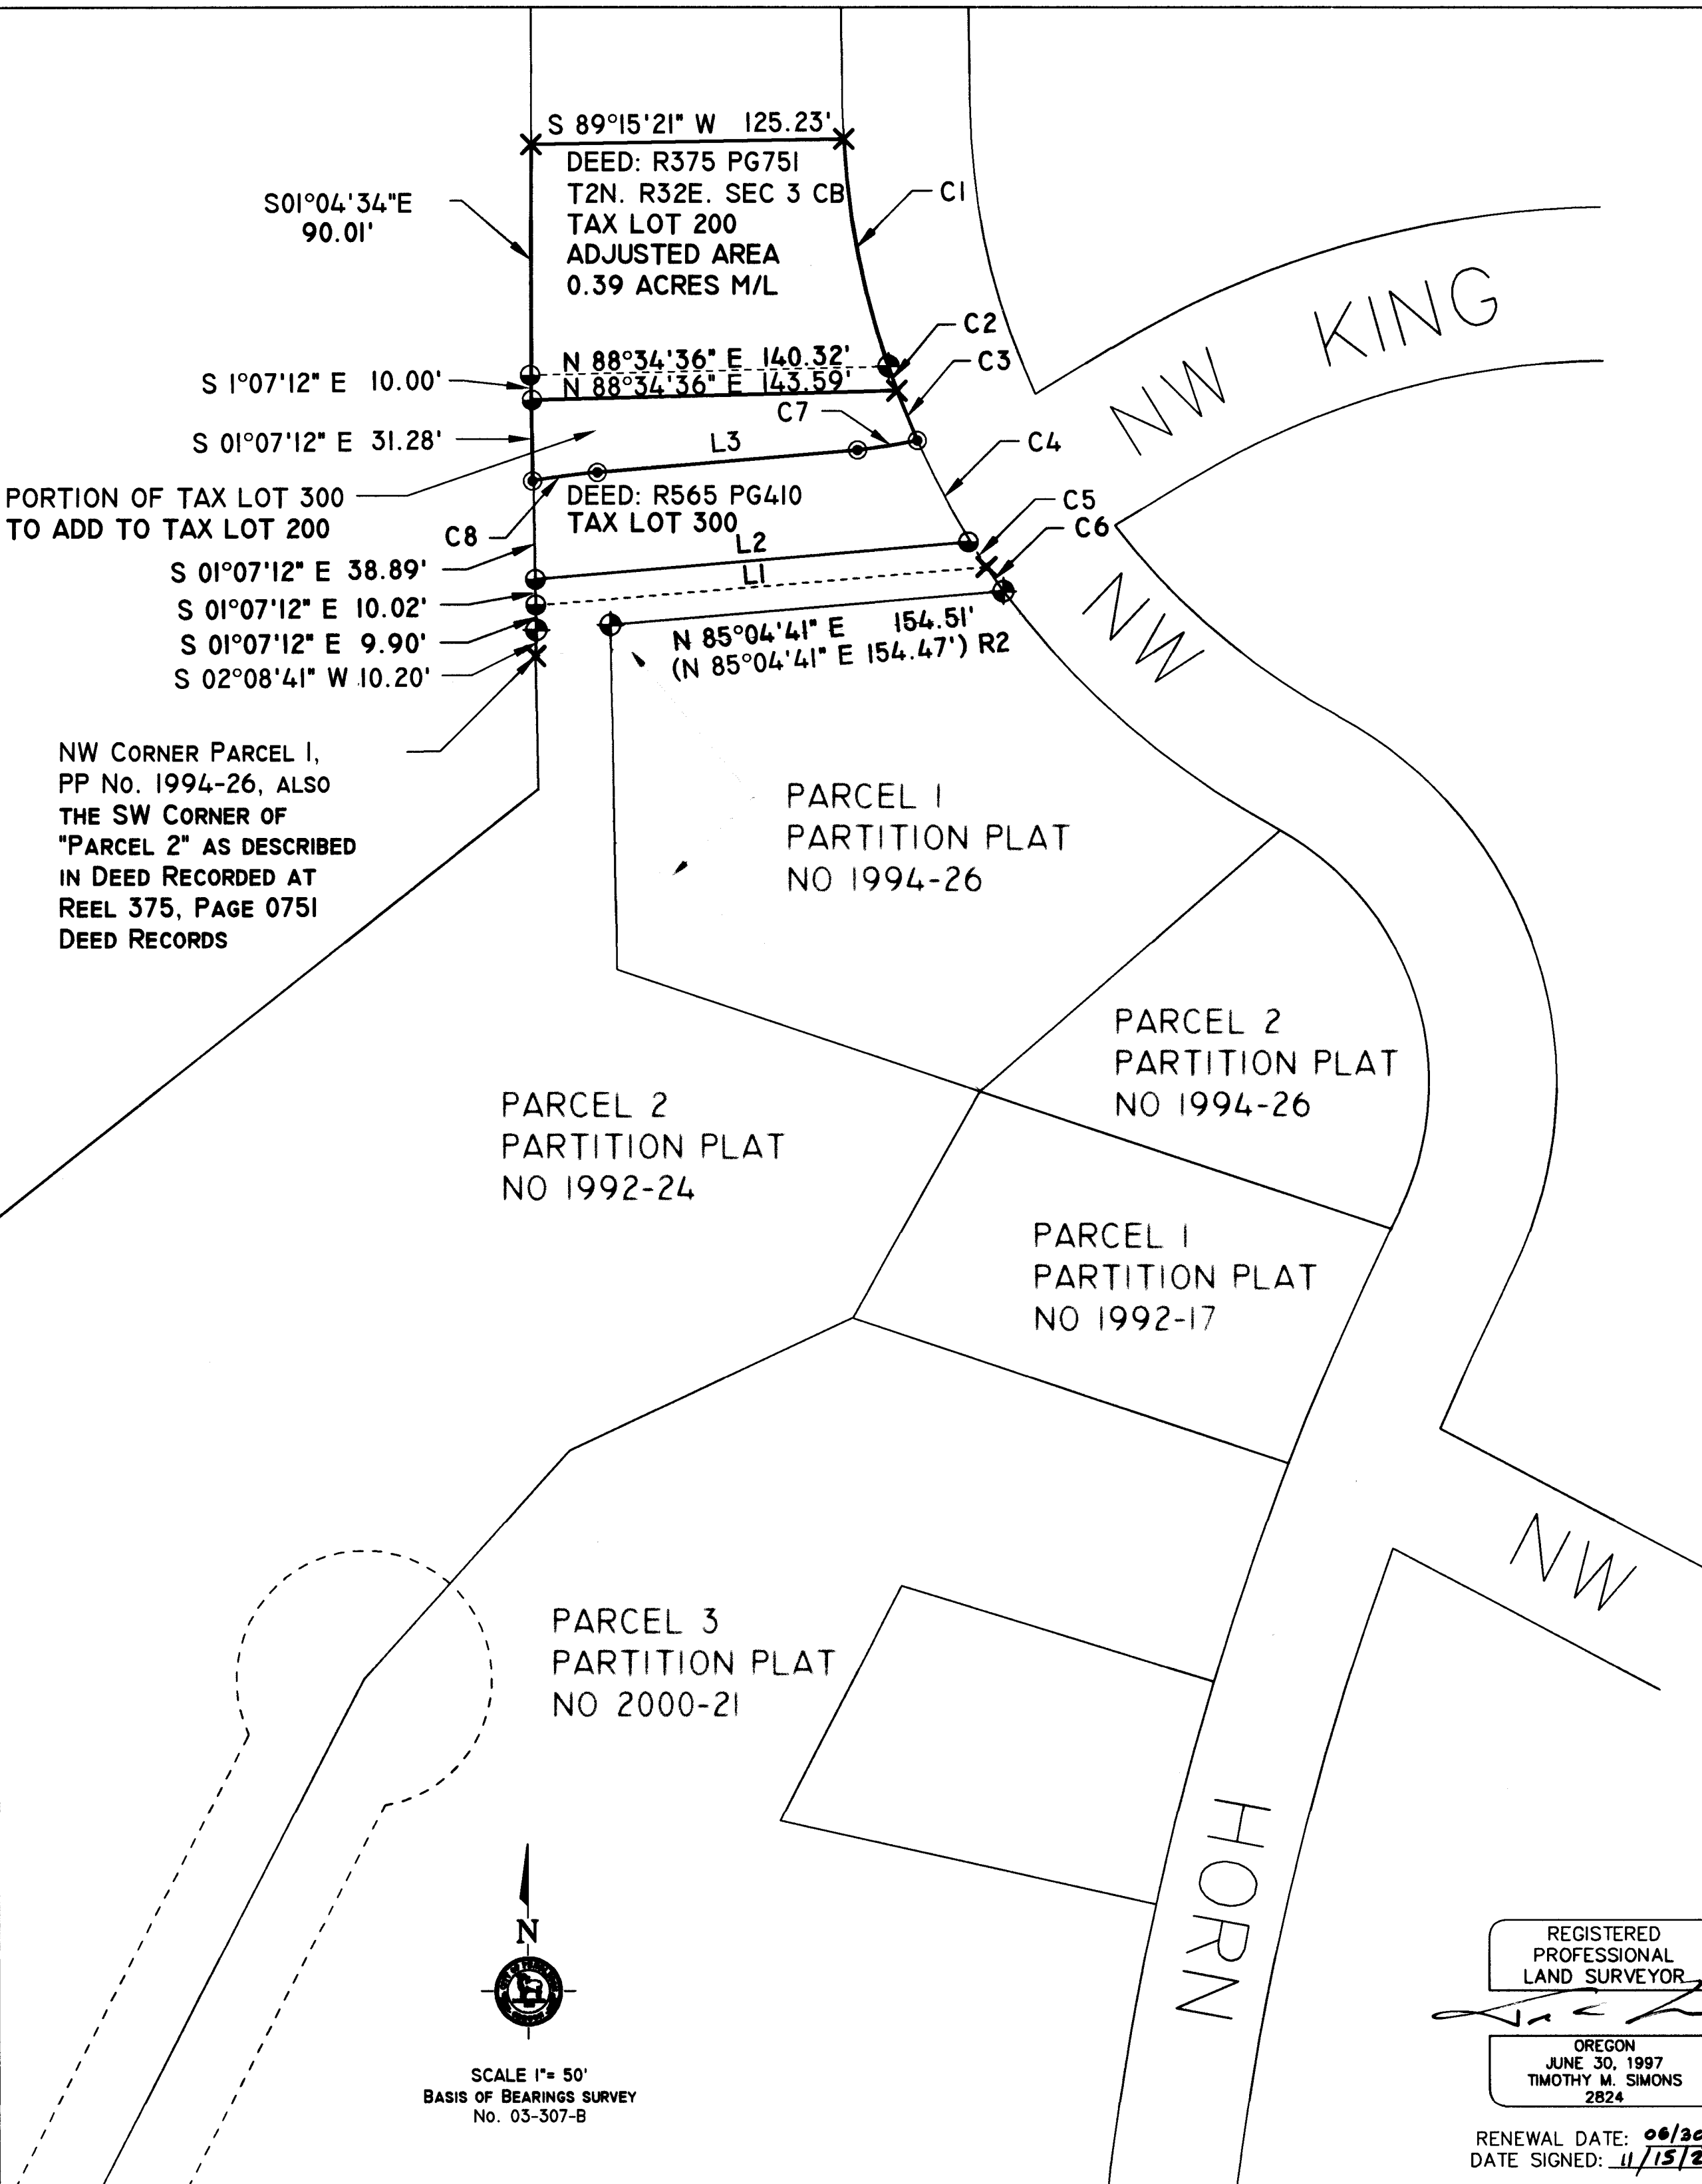 S 89°15'21" W 125.23'
DEED: R375 PG751
T2N. R32E. SEC 3 CB
TAX LOT 200
ADJUSTED AREA
0.39 ACRES M/L
S01°04'34"E
90.01'
C1
C2
C3
N 88°34'36" E 140.32'
N 88°34'36" E 143.59'
S 1°07'12" E 10.00'
C7
S 01°07'12" E 31.28'
L3
C4
PORTION OF TAX LOT 300
TO ADD TO TAX LOT 200
DEED: R565 PG410
TAX LOT 300
C8
C5
C6
L2
L1
S 01°07'12" E 38.89'
S 01°07'12" E 10.02'
S 01°07'12" E 9.90'
S 02°08'41" W 10.20'
N 85°04'41" E 154.51'
(N 85°04'41" E 154.47') R2
NW KING
NW
NW CORNER PARCEL 1,
PP NO. 1994-26, ALSO
THE SW CORNER OF
"PARCEL 2" AS DESCRIBED
IN DEED RECORDED AT
REEL 375, PAGE 0751
DEED RECORDS
PARCEL 1
PARTITION PLAT
NO 1994-26
PARCEL 2
PARTITION PLAT
NO 1994-26
PARCEL 2
PARTITION PLAT
NO 1992-24
PARCEL 1
PARTITION PLAT
NO 1992-17
NW
PARCEL 3
PARTITION PLAT
NO 2000-21
HORN
N
SCALE 1"= 50'
BASIS OF BEARINGS SURVEY
NO. 03-307-B
REGISTERED
PROFESSIONAL
LAND SURVEYOR
OREGON
JUNE 30, 1997
TIMOTHY M. SIMONS
2824
RENEWAL DATE: 06/30
DATE SIGNED: 11/15/2